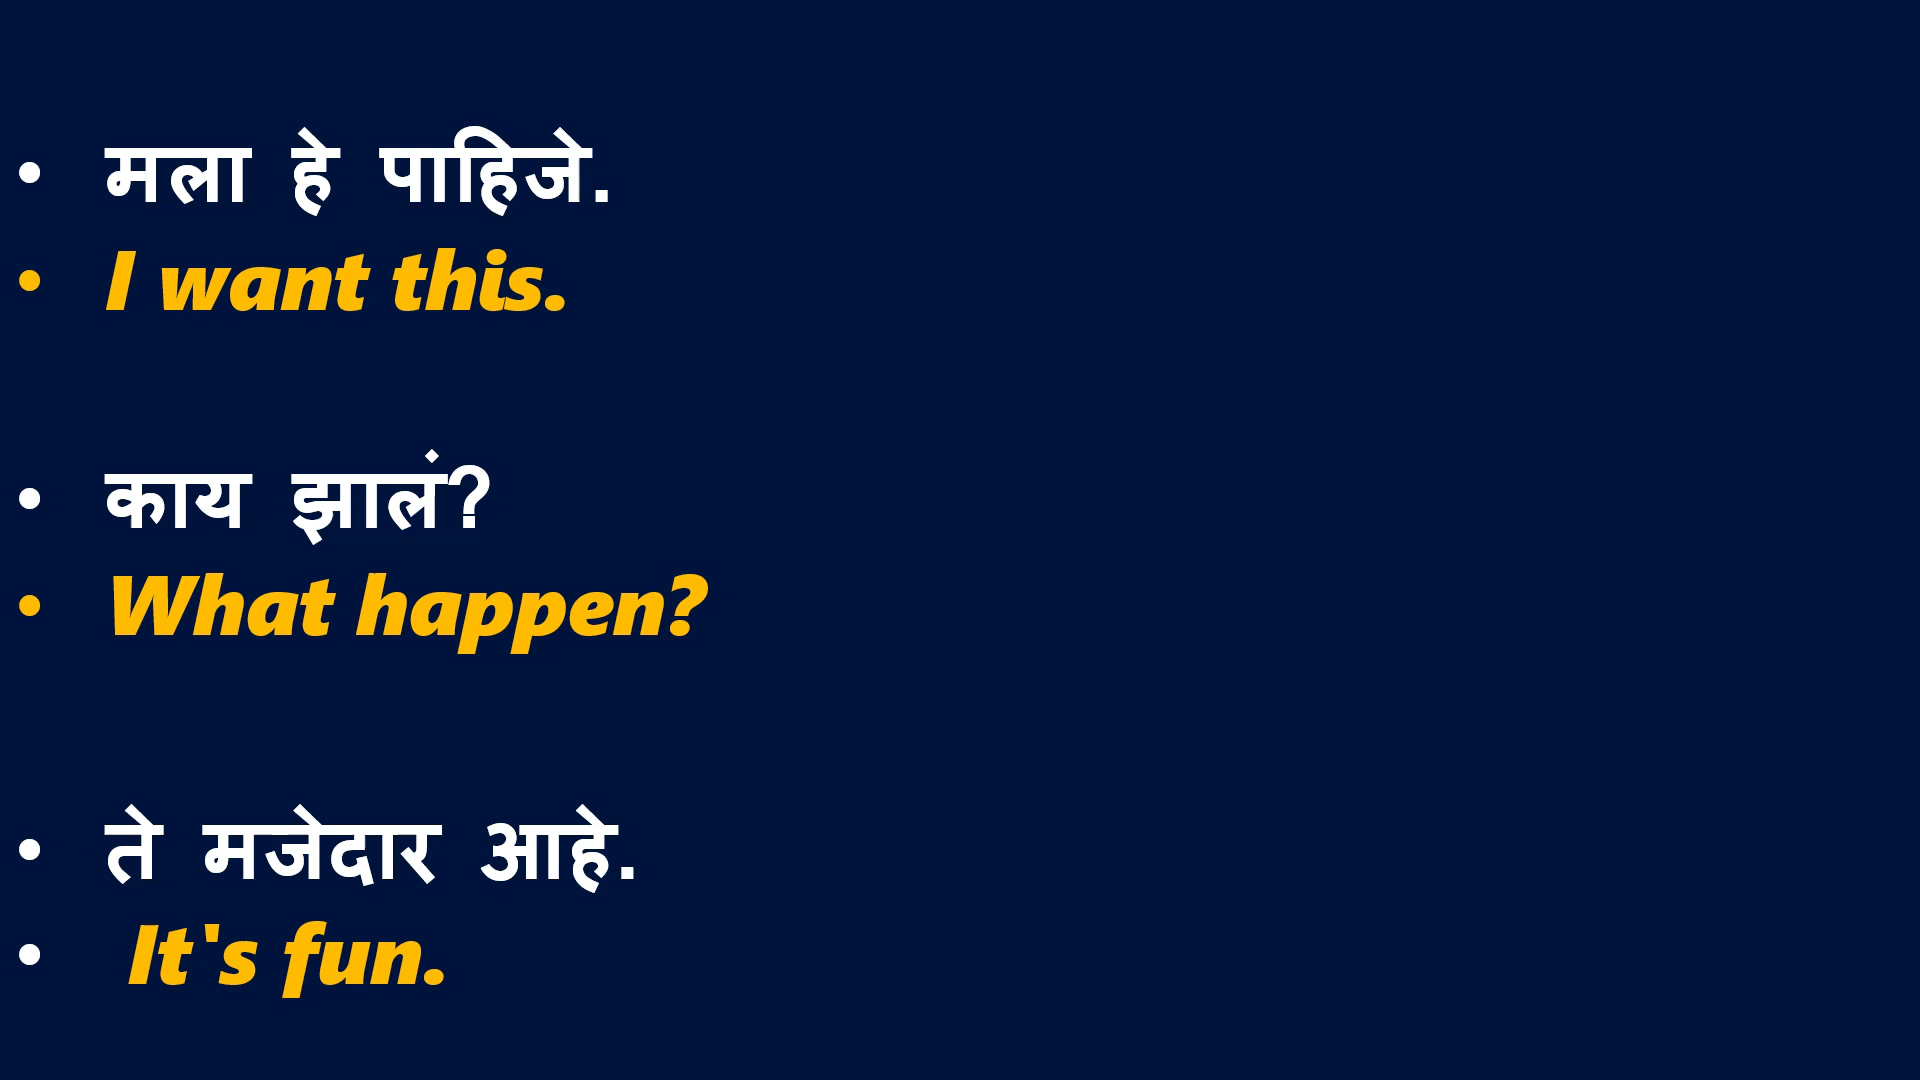 • मला हे पाहिजे.
• I want this.
• काय झालं?
• What happen?
• ते मजेदार आहे.
• It's fun.